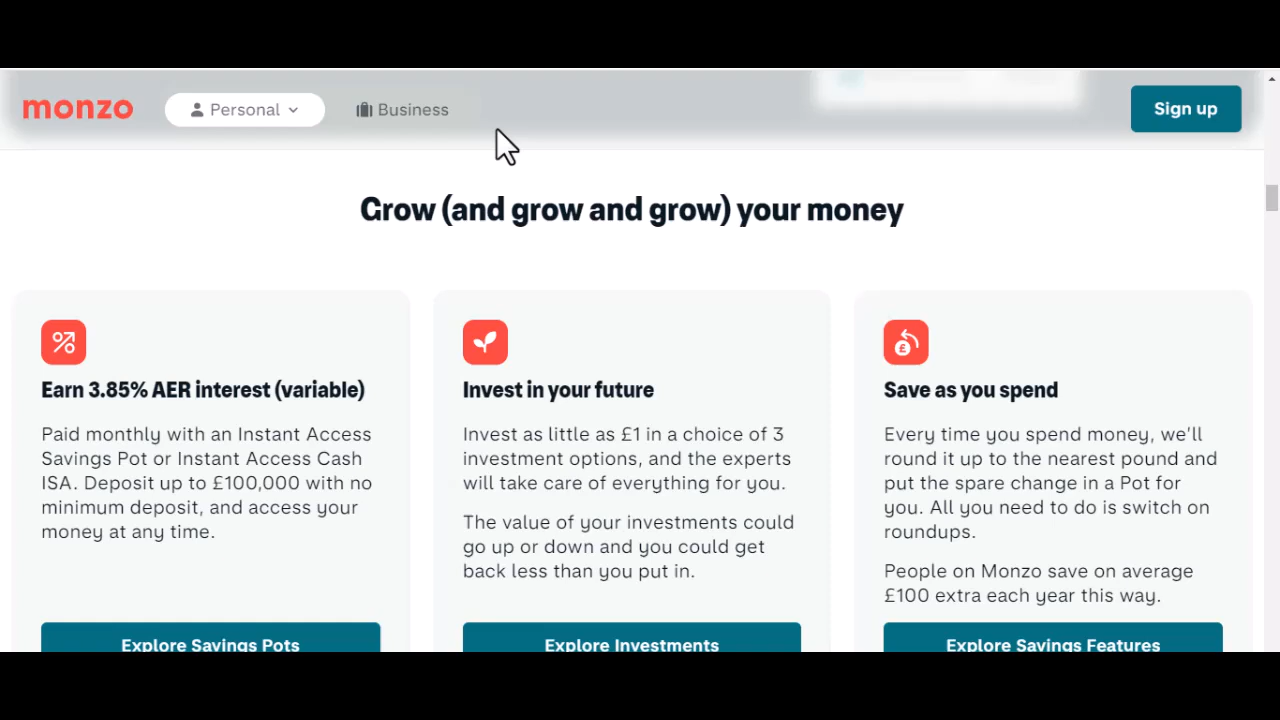 monzo
Personal
Business
Sign up
Grow (and grow and grow) your money
Earn 3.85% AER interest (variable)
Paid monthly with an Instant Access
Savings Pot or Instant Access Cash
ISA. Deposit up to £100,000 with no
minimum deposit, and access your
money at any time.
Explore Savings Pots
Invest in your future
Invest as little as £1 in a choice of 3
investment options, and the experts
will take care of everything for you.
The value of your investments could
go up or down and you could get
back less than you put in.
Explore Investments
Save as you spend
Every time you spend money, we’ll
round it up to the nearest pound and
put the spare change in a Pot for
you. All you need to do is switch on
roundups.
People on Monzo save on average
£100 extra each year this way.
Explore Savings Features